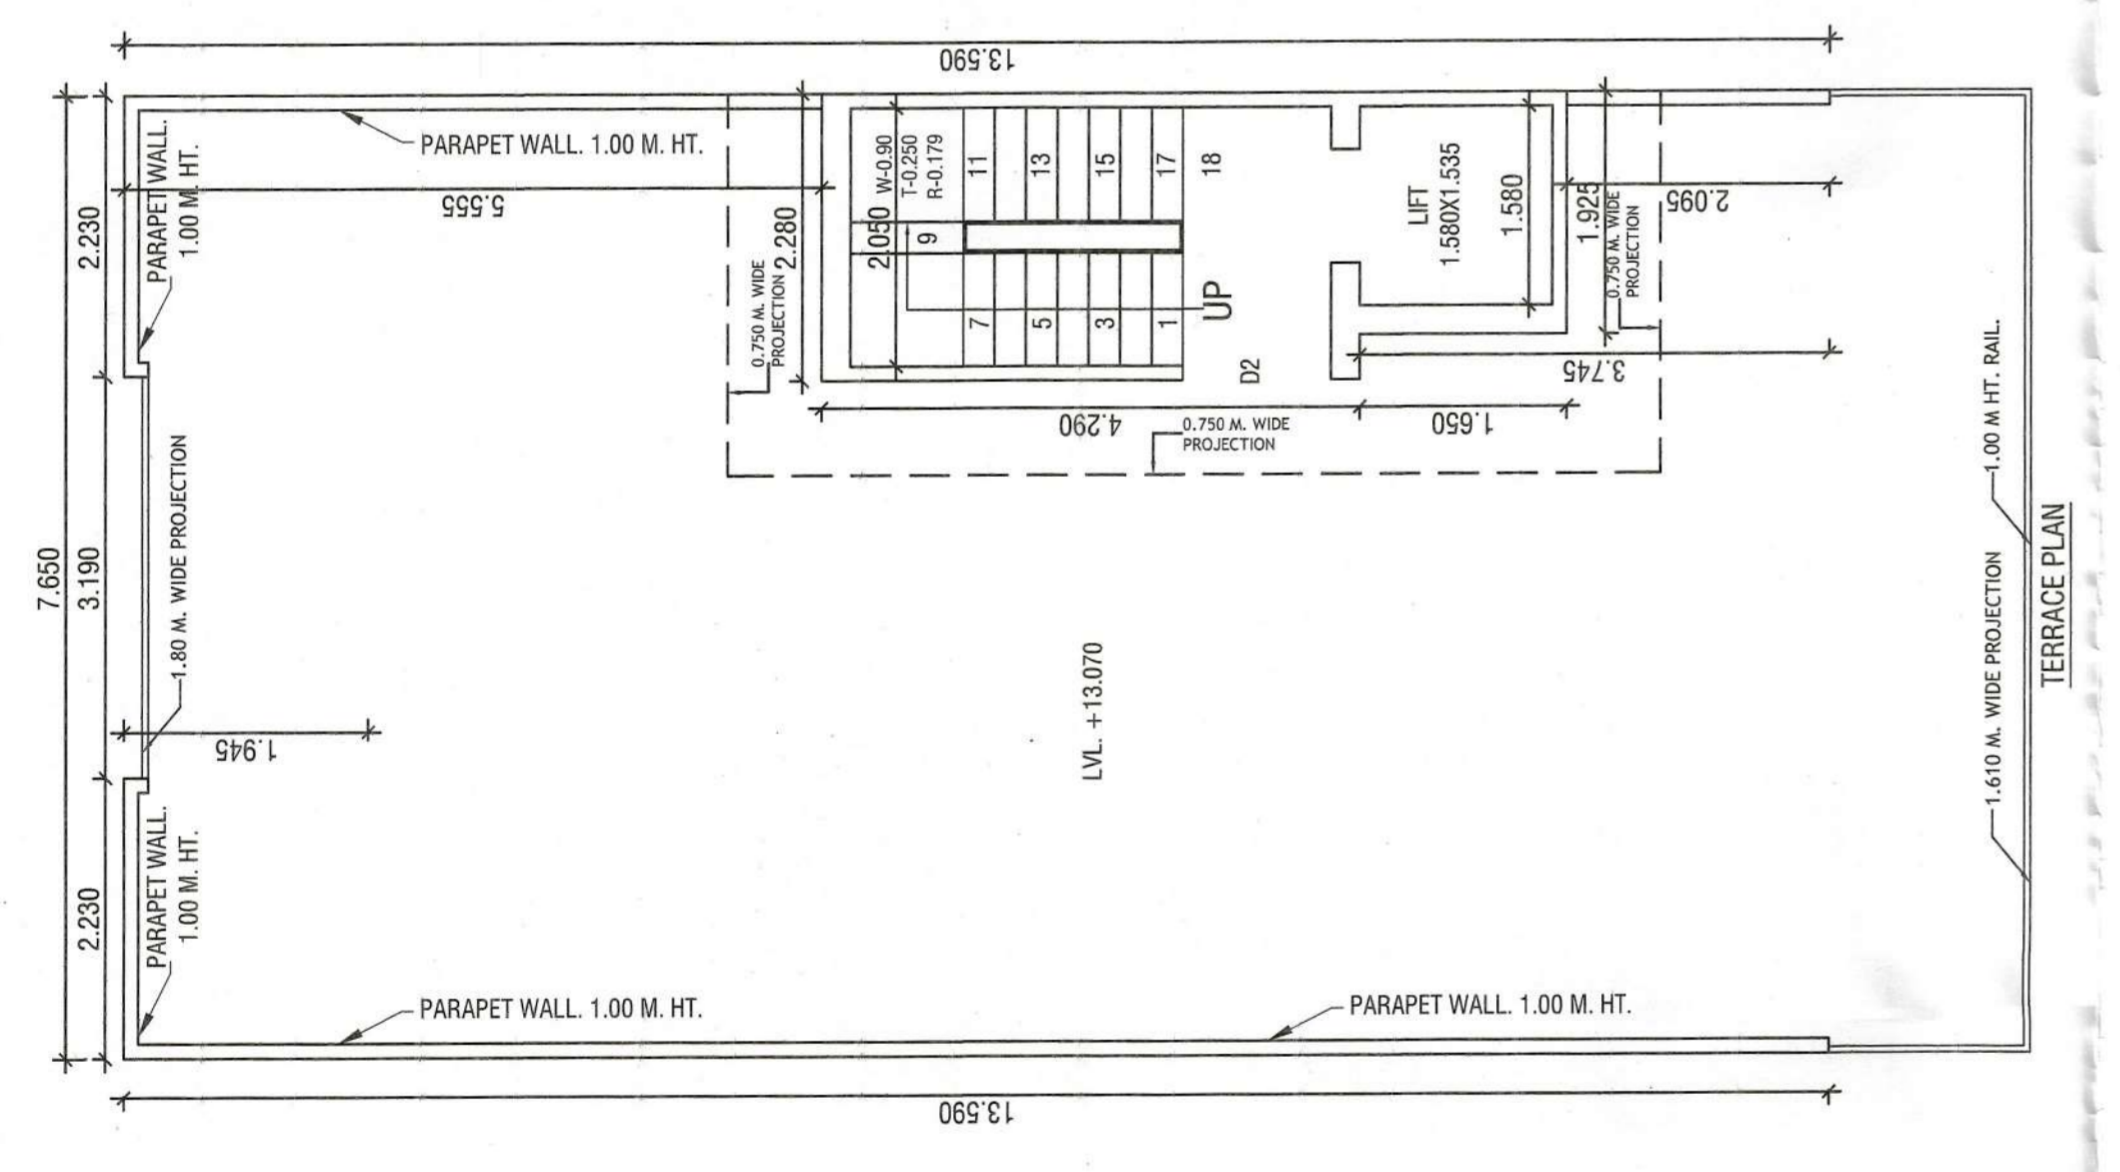 13.590
7.650
2.230
3.190
2.230
PARAPET WALL.
1.00 M. HT.
PARAPET WALL. 1.00 M. HT.
5.555
1.80 M. WIDE PROJECTION
1.945
PARAPET WALL.
1.00 M. HT.
PARAPET WALL. 1.00 M. HT.
0.750 M. WIDE
PROJECTION
2.280
2.050
W-0.90
T-0.250
R-0.179
11
13
15
17
18
9
7
5
3
1
UP
D2
LIFT
1.580X1.535
1.580
1.925
0.750 M. WIDE
PROJECTION
2.095
3.745
4.290
1.650
0.750 M. WIDE
PROJECTION
LVL. +13.070
PARAPET WALL. 1.00 M. HT.
1.00 M HT. RAIL.
1.610 M. WIDE PROJECTION
TERRACE PLAN
13.590